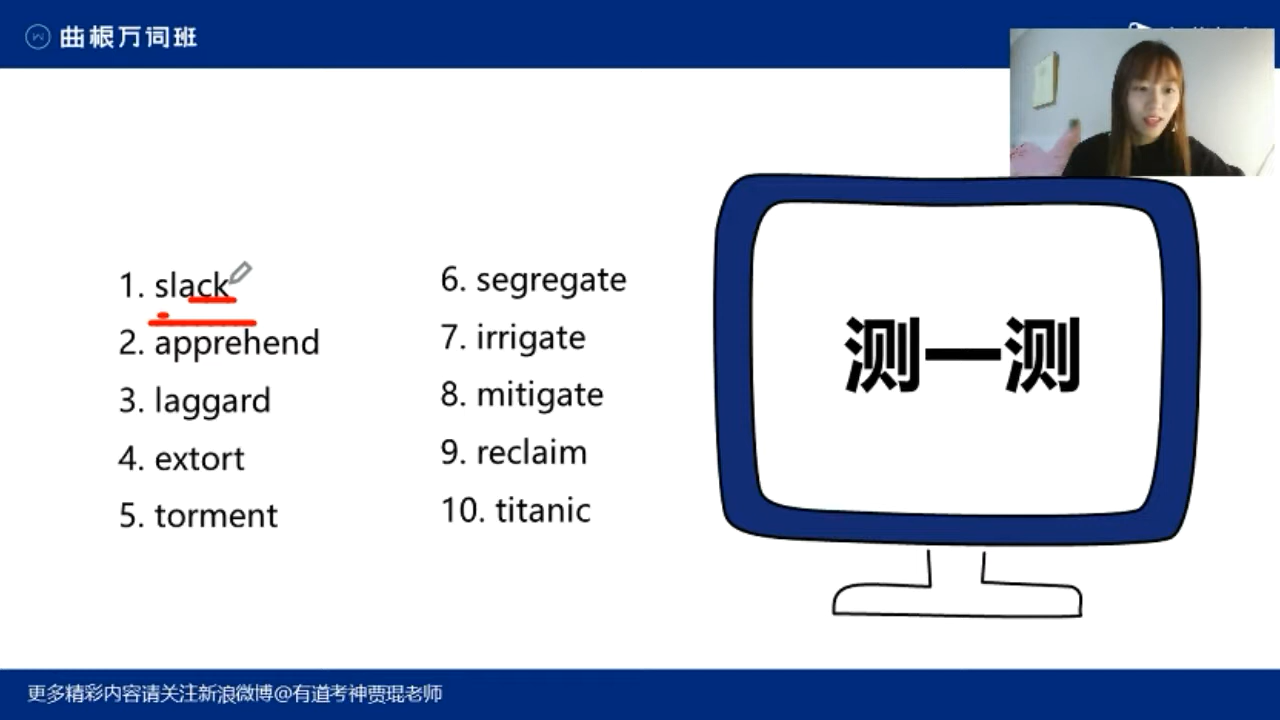 曲根万词班
1. slack
2. apprehend
3. laggard
4. extort
5. torment
6. segregate
7. irrigate
8. mitigate
9. reclaim
10. titanic
测一测
更多精彩内容请关注新浪微博@有道考神贾琨老师